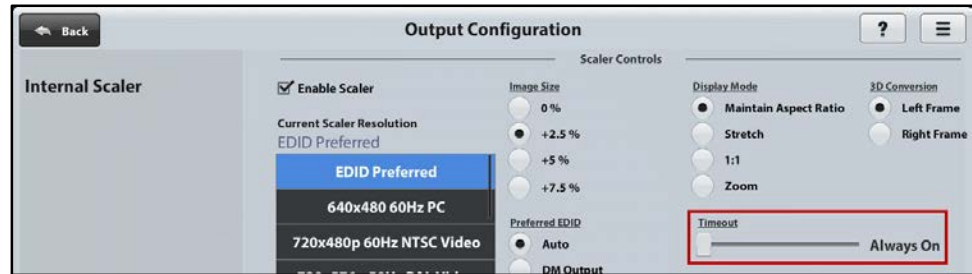 Back
Output Configuration
?
Scaler Controls
Internal Scaler
Enable Scaler
Current Scaler Resolution
EDID Preferred
EDID Preferred
640x480 60Hz PC
720x480p 60Hz NTSC Video
Image Size
0 %
+2.5 %
+5 %
+7.5 %
Preferred EDID
Auto
DM Output
Display Mode
Maintain Aspect Ratio
Stretch
1:1
Zoom
Timeout
Always On
3D Conversion
Left Frame
Right Frame